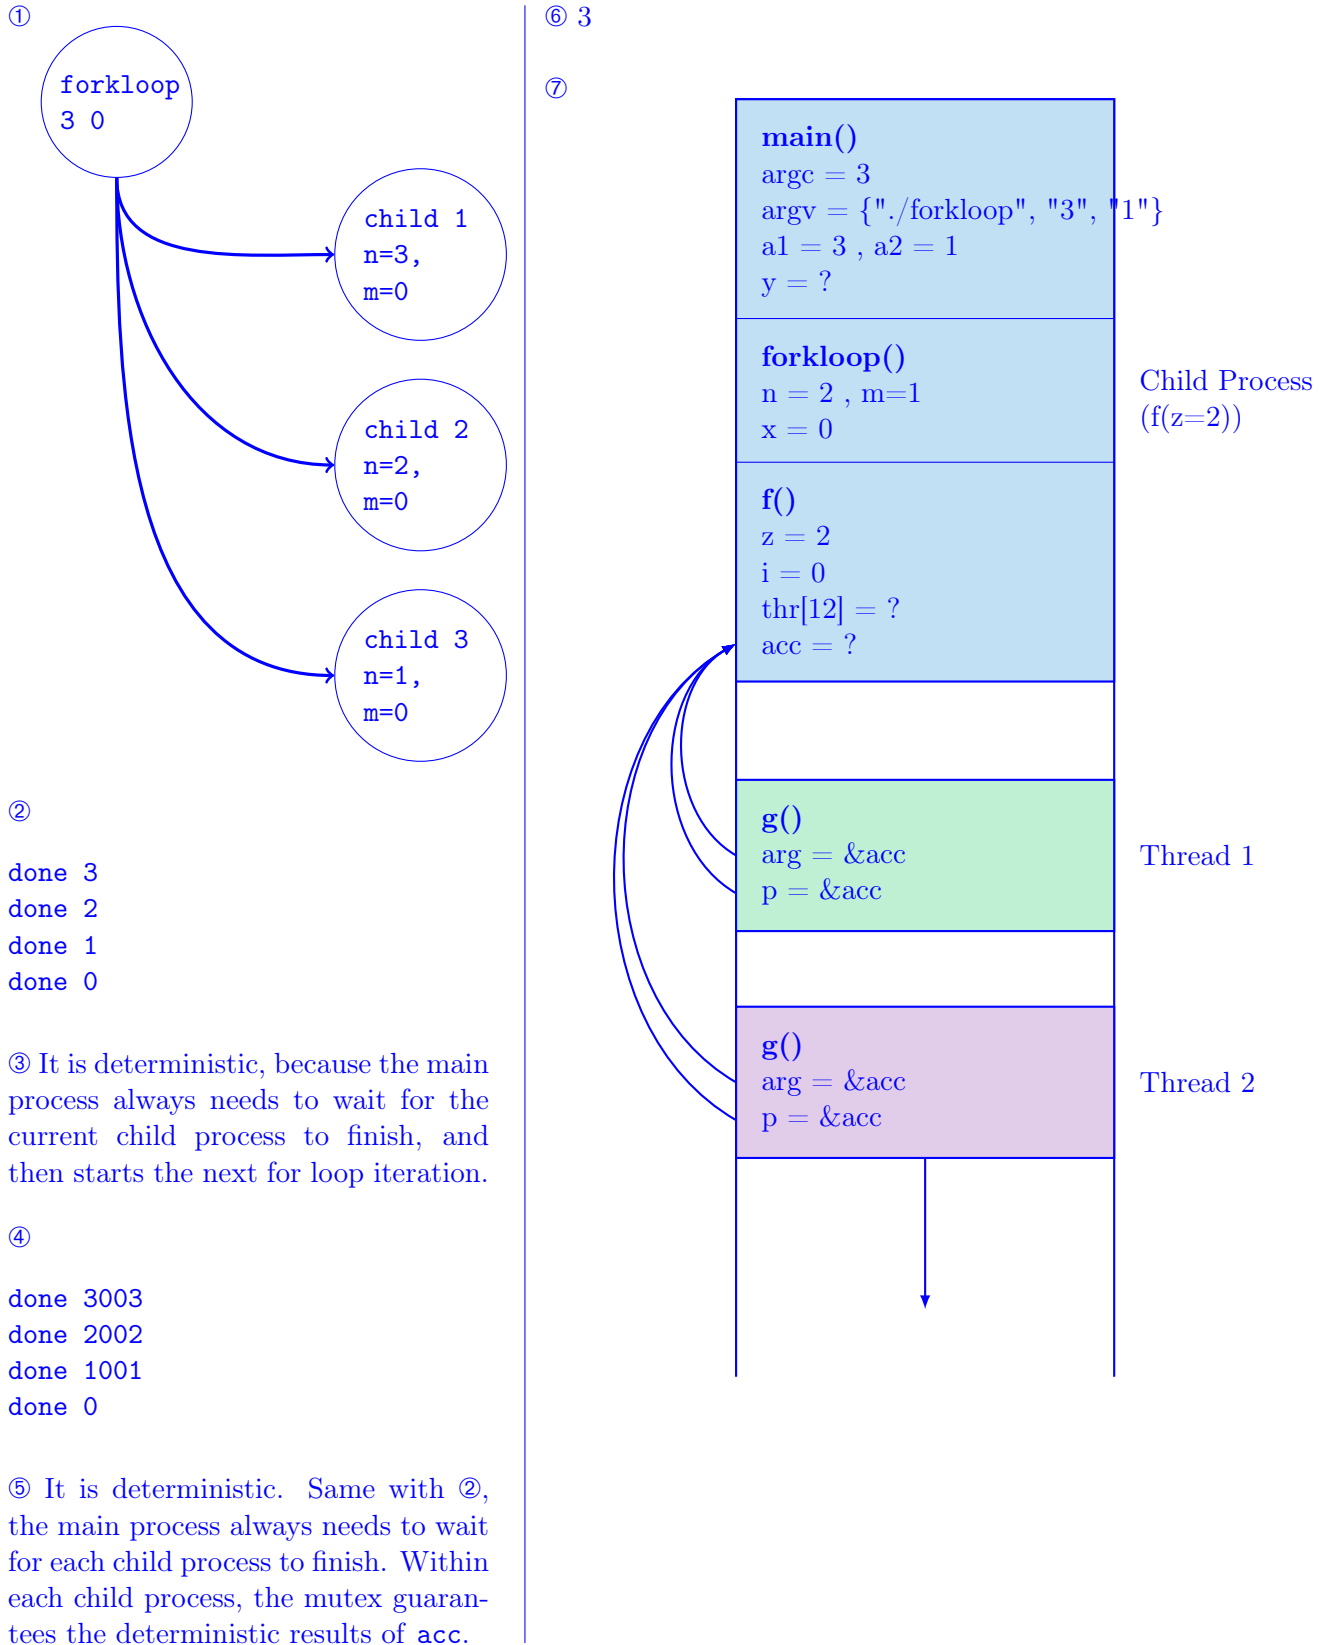 ①
forkloop
3 0
child 1
n=3,
m=0
child 2
n=2,
m=0
child 3
n=1,
m=0
②
done 3
done 2
done 1
done 0
③ It is deterministic, because the main
process always needs to wait for the
current child process to finish, and
then starts the next for loop iteration.
④
done 3003
done 2002
done 1001
done 0
⑤ It is deterministic. Same with ②,
the main process always needs to wait
for each child process to finish. Within
each child process, the mutex guaran-
tees the deterministic results of acc.
⑥ 3
⑦
main()
argc = 3
argv = {"./forkloop", "3", "1"}
a1 = 3 , a2 = 1
y = ?
forkloop()
n = 2 , m=1
x = 0
Child Process
(f(z=2))
f()
z = 2
i = 0
thr[12] = ?
acc = ?
g()
arg = &acc
p = &acc
Thread 1
g()
arg = &acc
p = &acc
Thread 2